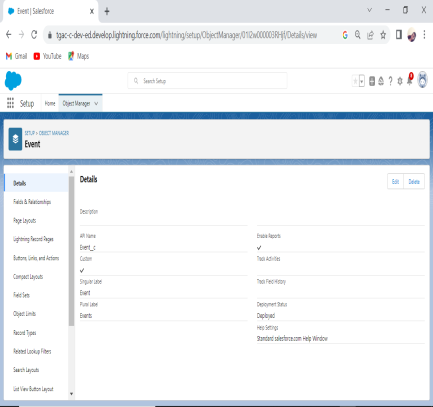 Event | Salesforce
tgac-c-dev-ed.develop.lightning.force.com/lightning/setup/ObjectManager/01I2w000003RHjf/Details/view
Gmail YouTube Maps
Search Setup
Setup Home Object Manager
SETUP > OBJECT MANAGER
Event
Details
Fields & Relationships
Page Layouts
Lightning Record Pages
Buttons, Links, and Actions
Compact Layouts
Field Sets
Object Limits
Record Types
Related Lookup Filters
Search Layouts
List View Button Layout
Details
Edit Delete
Description
API Name
Event__c
Custom
Singular Label
Event
Plural Label
Events
Enable Reports
Track Activities
Track Field History
Deployment Status
Deployed
Help Settings
Standard salesforce.com Help Window